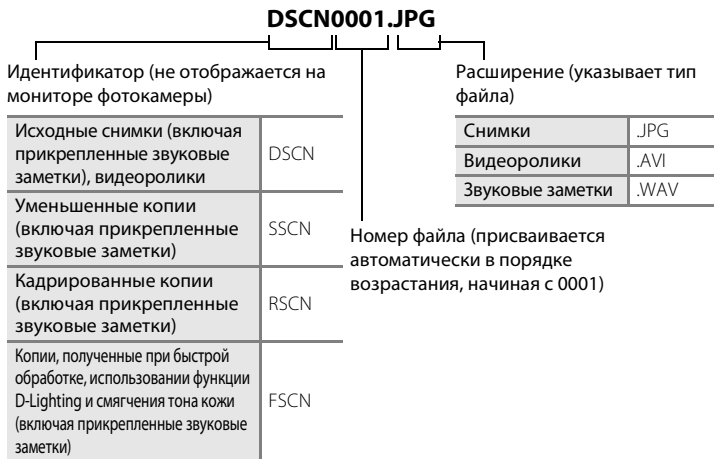 DSCN0001.JPG
Идентификатор (не отображается на
мониторе фотокамеры)
Исходные снимки (включая
прикрепленные звуковые
заметки), видеоролики
DSCN
Уменьшенные копии
(включая прикрепленные
звуковые заметки)
SSCN
Кадрированные копии
(включая прикрепленные
звуковые заметки)
RSCN
Копии, полученные при быстрой
обработке, использовании функции
D-Lighting и смягчения тона кожи
(включая прикрепленные звуковые
заметки)
FSCN
Номер файла (присваивается
автоматически в порядке
возрастания, начиная с 0001)
Расширение (указывает тип
файла)
Снимки .JPG
Видеоролики .AVI
Звуковые заметки .WAV